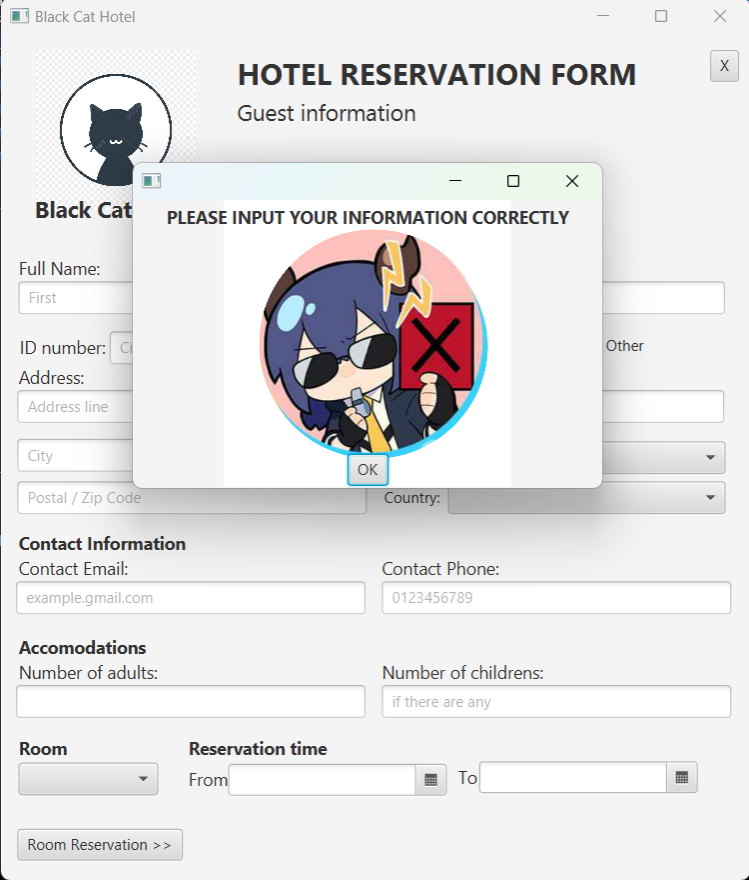 Black Cat Hotel
HOTEL RESERVATION FORM
X
Guest information
Black Cat
PLEASE INPUT YOUR INFORMATION CORRECTLY
OK
Full Name:
First
ID number:
Other
Address:
Address line
City
Postal / Zip Code
Country:
Contact Information
Contact Email:
Contact Phone:
example.gmail.com
0123456789
Accomodations
Number of adults:
Number of childrens:
if there are any
Room
Reservation time
From
To
Room Reservation >>